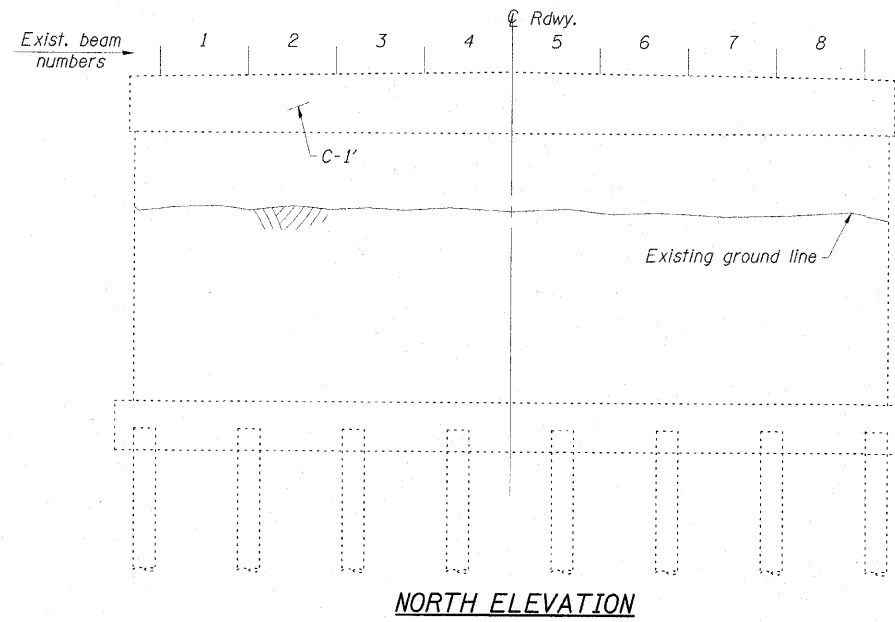 ℄ Rdwy.
Exist. beam numbers
1 2 3 4 5 6 7 8
C-1'
Existing ground line
NORTH ELEVATION